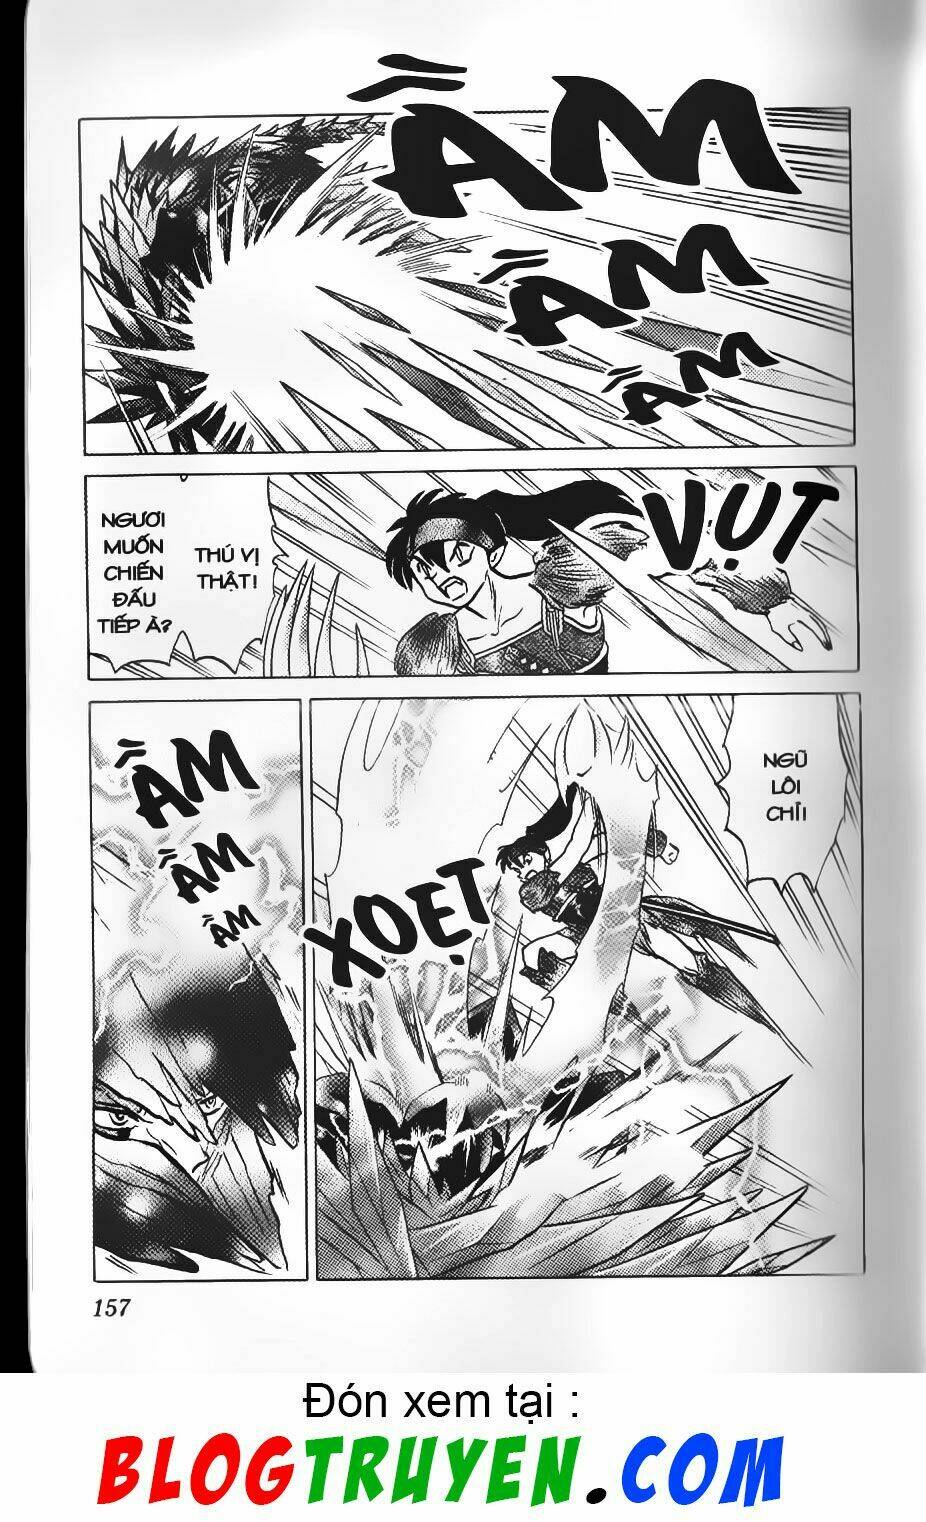 ẦM
ẦM
ẦM
VỤT
NGƯƠI
MUỐN
CHIẾN
ĐẤU
TIẾP À?
THÚ VỊ
THẬT!
ẦM
ẦM
ẦM
XOẸT
NGŨ
LÔI
CHỈ!
157
Đón xem tại :
BLOGTRUYEN.COM